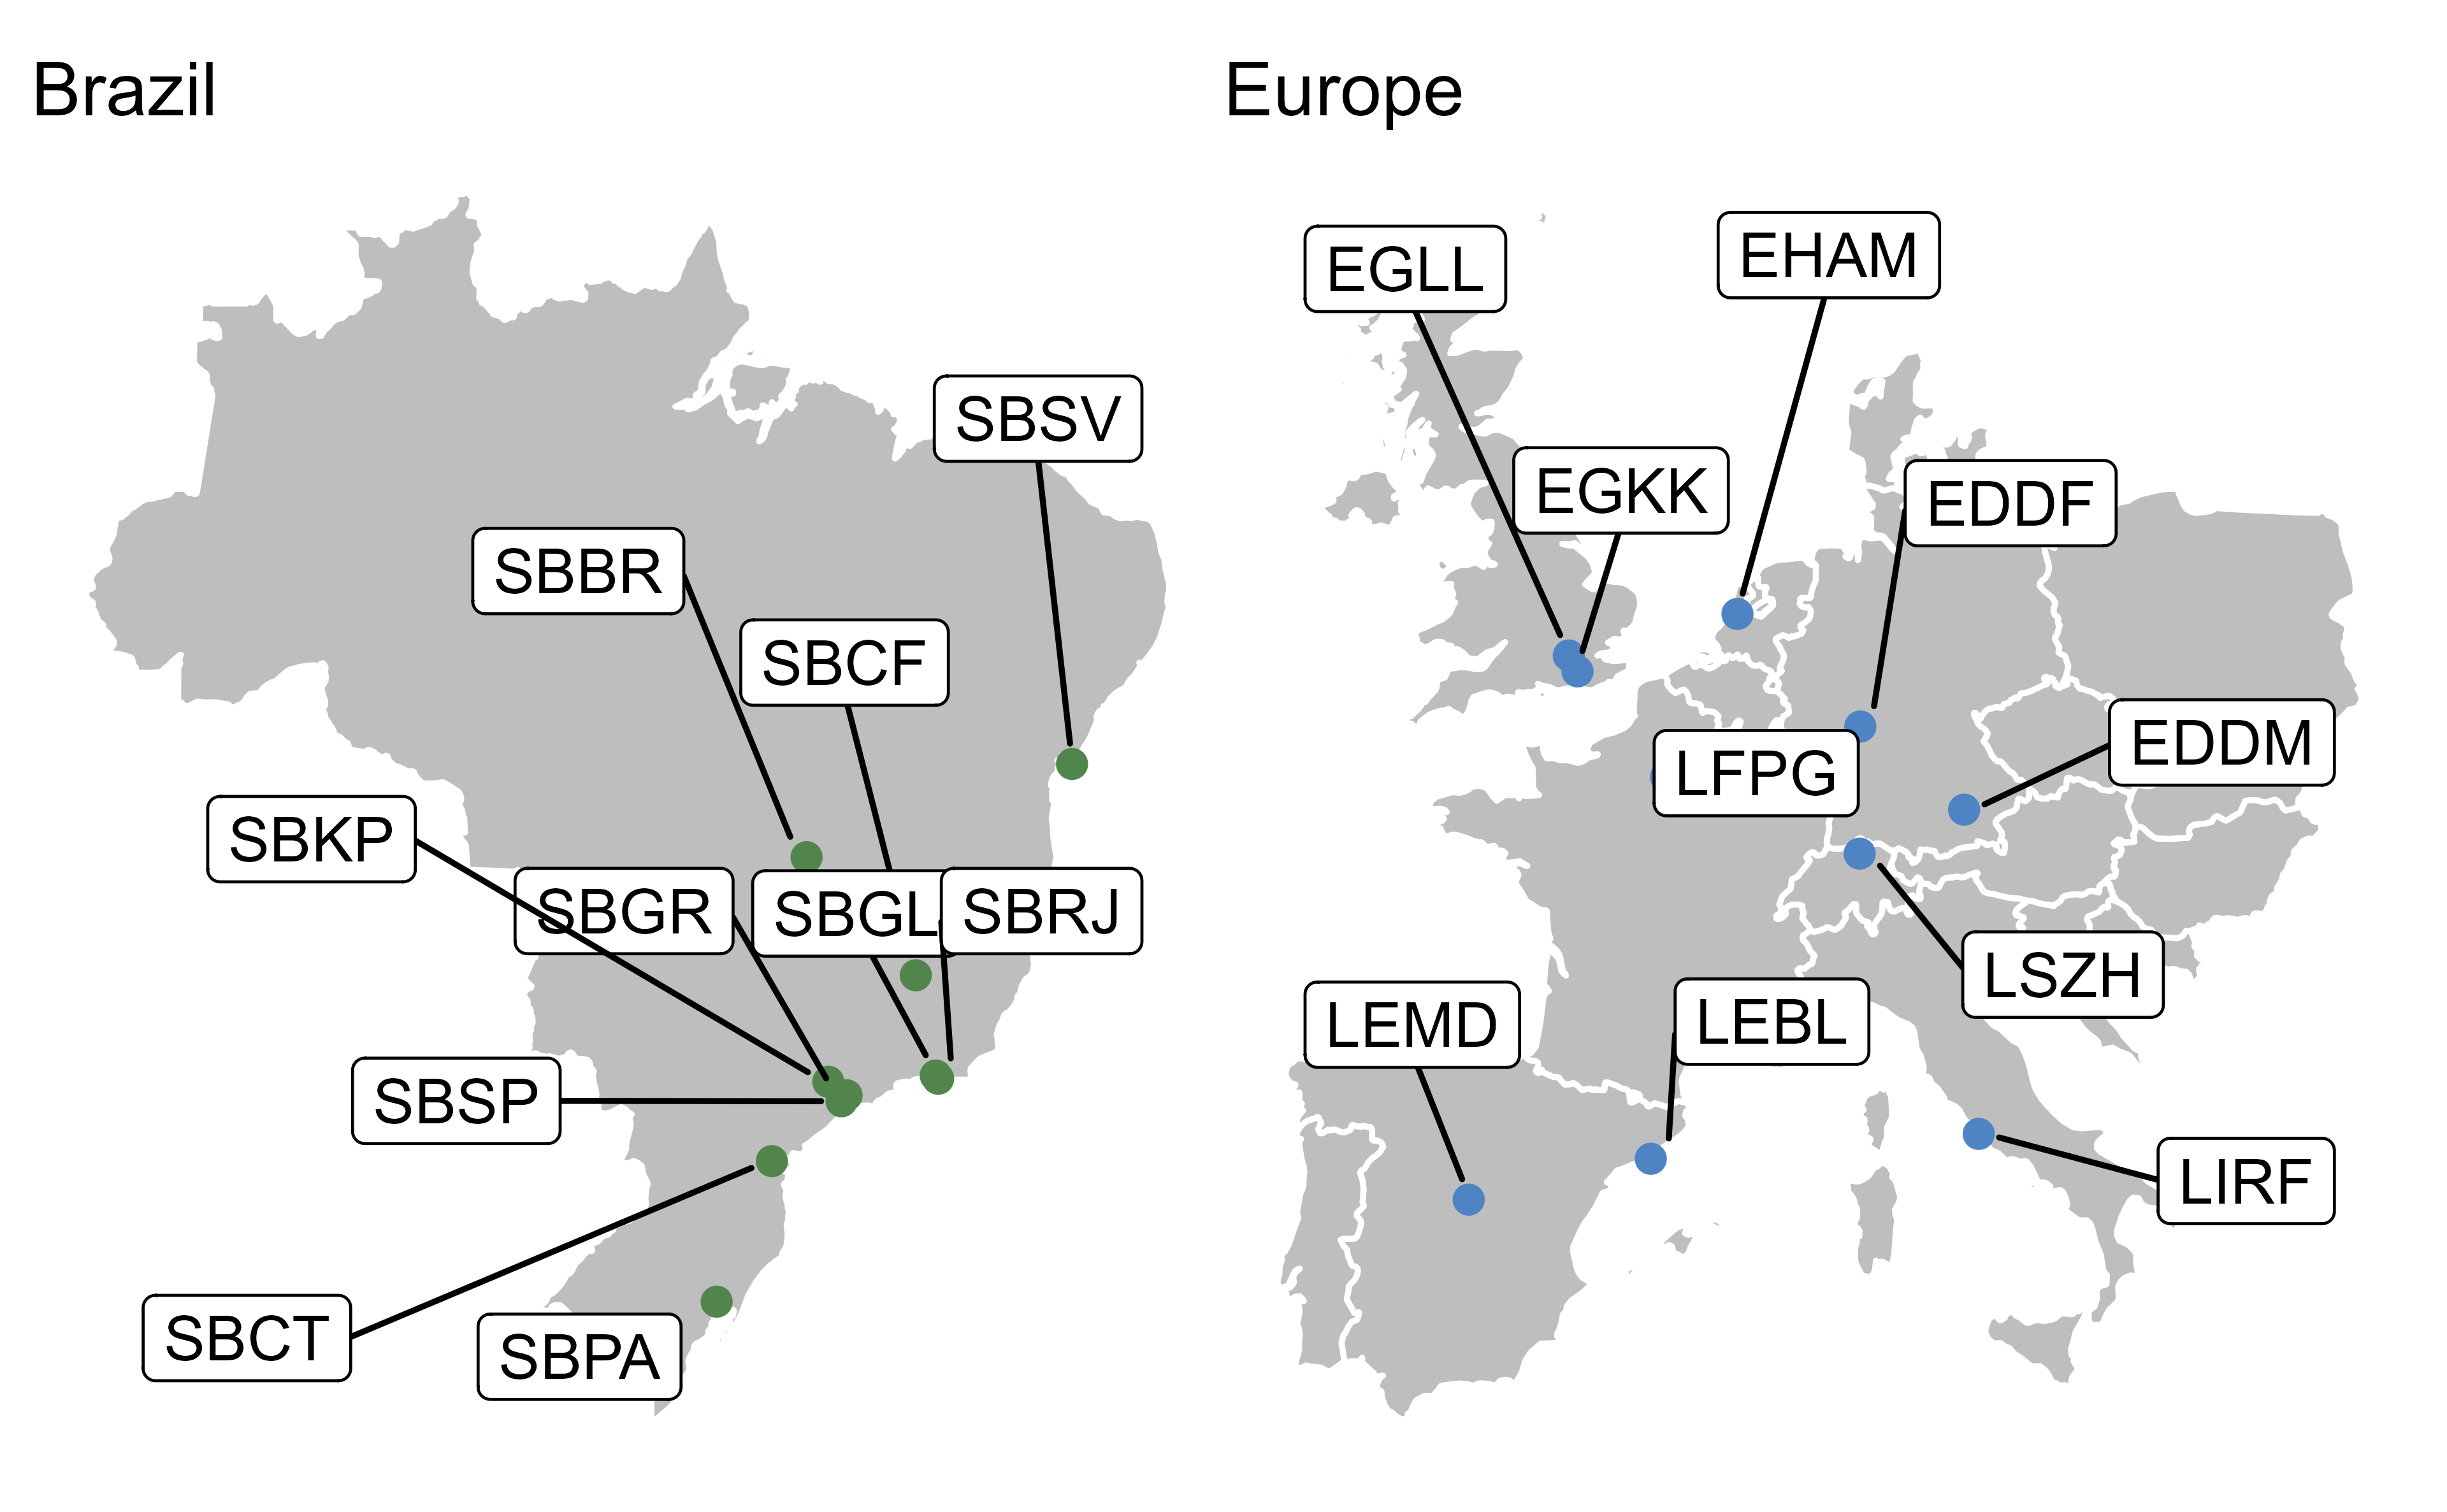 Brazil
SBSV
SBBR
SBCF
SBKP
SBGR
SBGL
SBRJ
SBSP
SBCT
SBPA
Europe
EGLL
EHAM
EGKK
EDDF
LFPG
EDDM
LSZH
LEMD
LEBL
LIRF